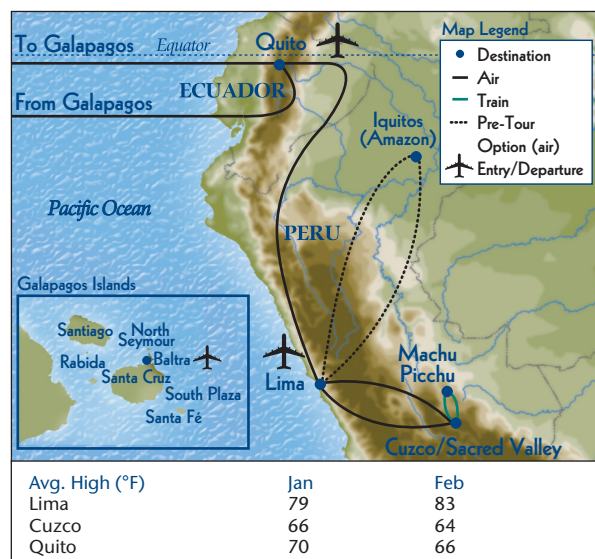 To Galapagos
Equator
Quito
Map Legend
Destination
Air
Train
Pre-Tour
Option (air)
Entry/Departure
From Galapagos
ECUADOR
Iquitos
(Amazon)
Pacific Ocean
PERU
Galapagos Islands
Santiago
North
Seymour
Baltra
Rabida
Santa Cruz
South Plaza
Santa Fé
Lima
Machu
Picchu
Cuzco/Sacred Valley
Avg. High (°F) Jan Feb
Lima 79 83
Cuzco 66 64
Quito 70 66